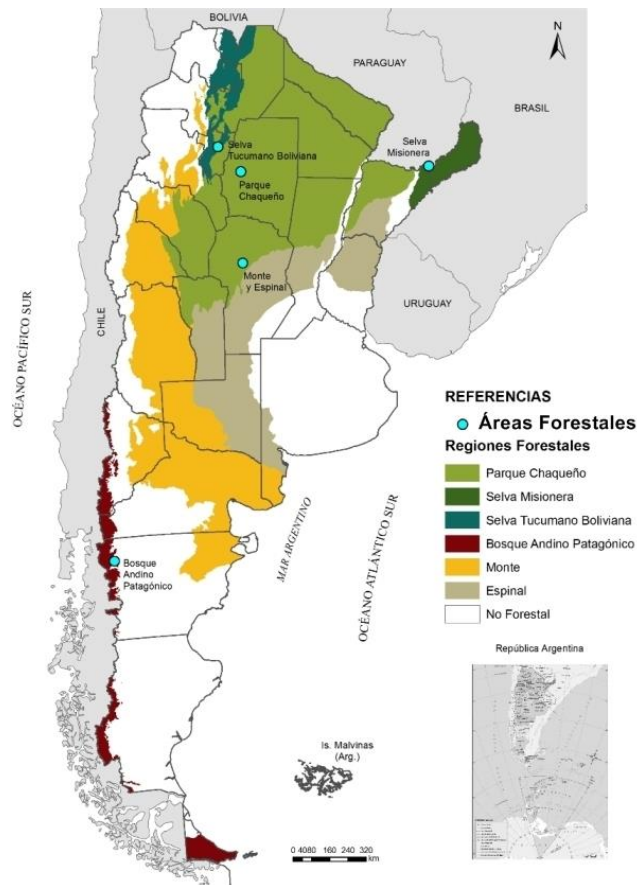 BOLIVIA
N
PARAGUAY
BRASIL
Selva
Tucumano Boliviana
Selva
Misionera
Parque
Chaqueño
Monte
y Espinal
URUGUAY
CHILE
OCÉANO PACÍFICO SUR
MAR ARGENTINO
OCÉANO ATLÁNTICO SUR
Bosque
Andino
Patagónico
Is. Malvinas
(Arg.)
0 4080 160 240 320
km
REFERENCIAS
Áreas Forestales
Regiones Forestales
Parque Chaqueño
Selva Misionera
Selva Tucumano Boliviana
Bosque Andino Patagónico
Monte
Espinal
No Forestal
República Argentina